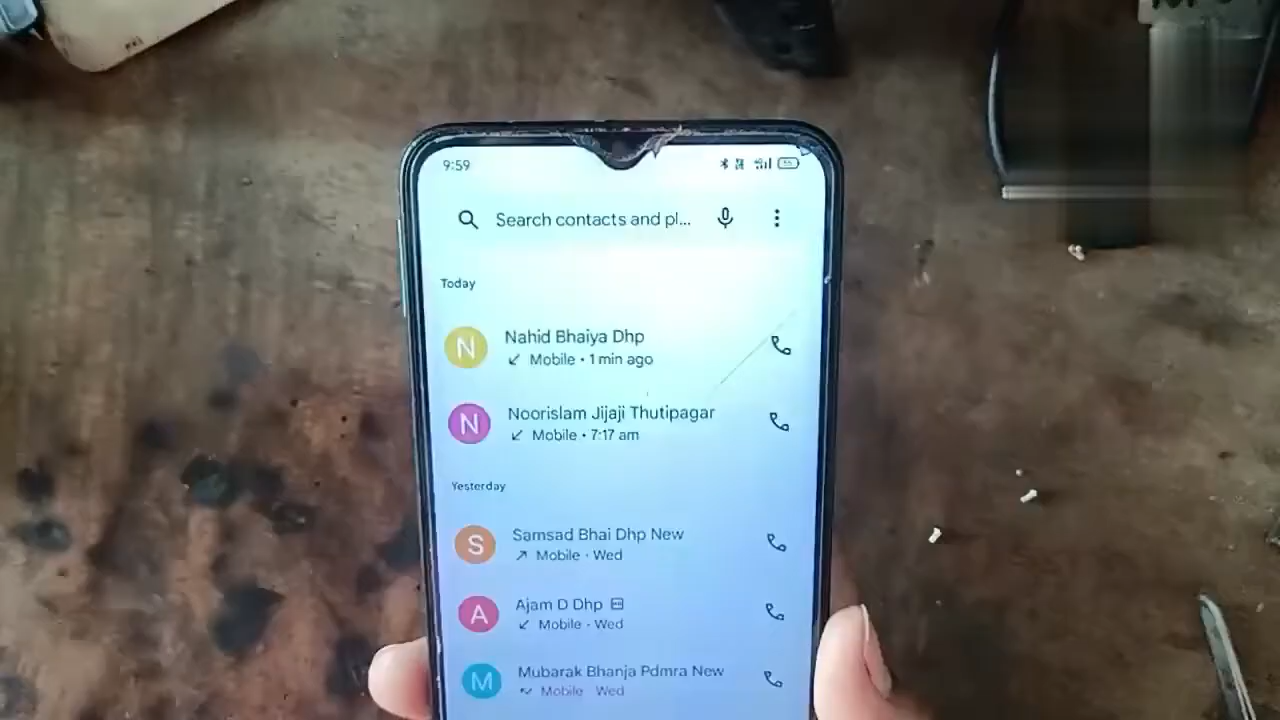 9:59
Search contacts and pl...
Today
N
Nahid Bhaiya Dhp
Mobile • 1 min ago
N
Noorislam Jijaji Thutipagar
Mobile • 7:17 am
Yesterday
S
Samsad Bhai Dhp New
Mobile · Wed
A
Ajam D Dhp
Mobile · Wed
M
Mubarak Bhanja Pdmra New
Mobile Wed